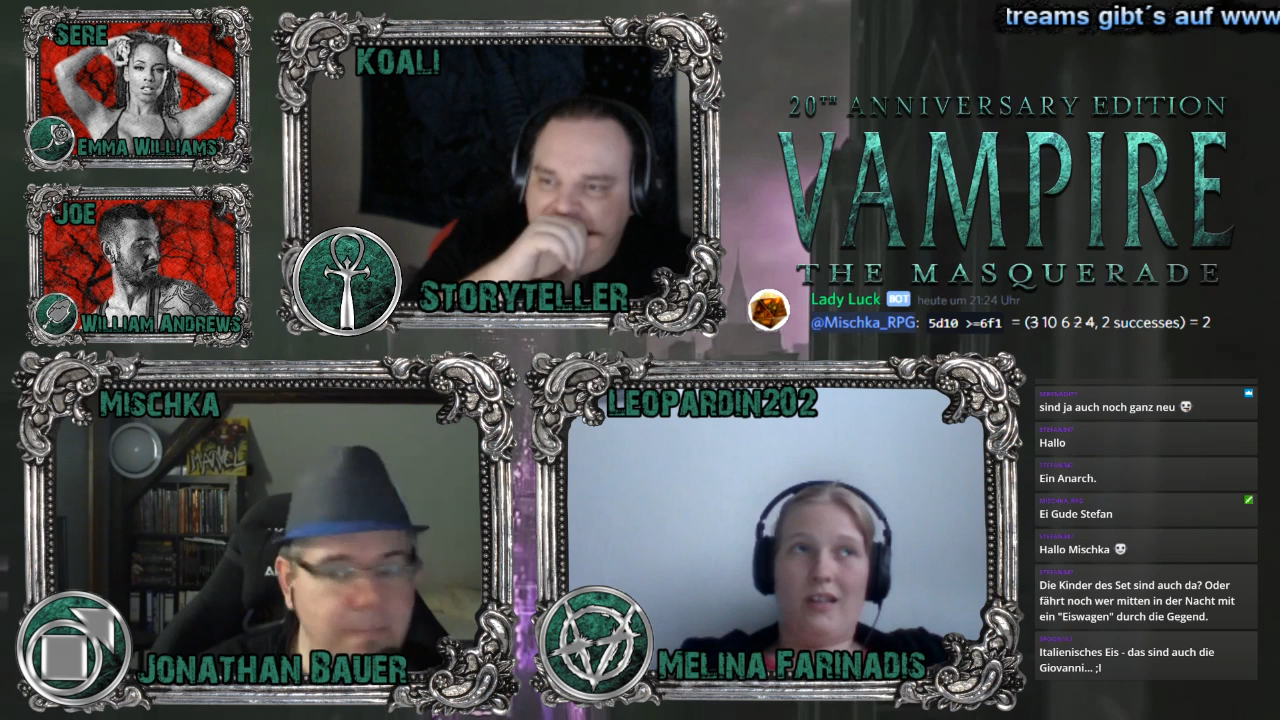 treams gibt´s auf www
SERE
EMMA WILLIAMS
JOE
WILLIAM ANDREWS
KOALI
STORYTELLER
20TH ANNIVERSARY EDITION
VAMPIRE
THE MASQUERADE
Lady Luck BOT heute um 21:24 Uhr
@Mischka_RPG: 5d10 >=6f1 = (3 10 6 2 4, 2 successes) = 2
MISCHKA
JONATHAN BAUER
LEOPARDIN202
MELINA FARINADIS
sind ja auch noch ganz neu
Hallo
Ein Anarch.
MISCHKA_RPG
Ei Gude Stefan
Hallo Mischka
Die Kinder des Set sind auch da? Oder
fährt noch wer mitten in der Nacht mit
ein "Eiswagen" durch die Gegend.
Italienisches Eis - das sind auch die
Giovanni... ;)